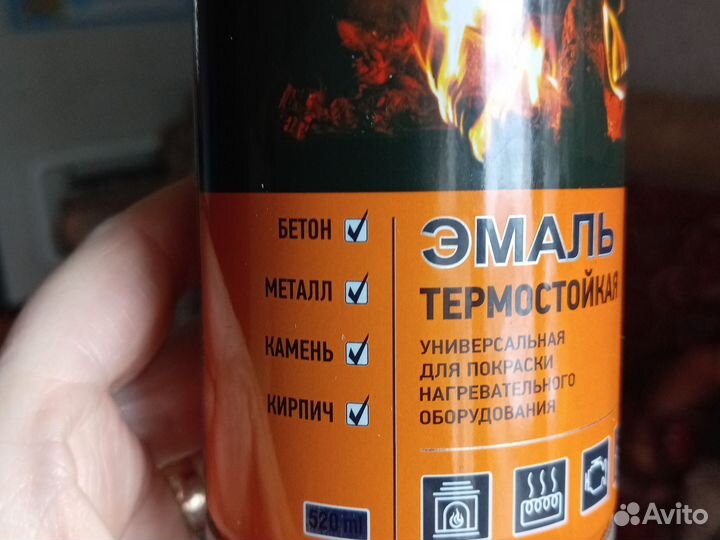 БЕТОН
МЕТАЛЛ
КАМЕНЬ
КИРПИЧ
520 ml
ЭМАЛЬ
ТЕРМОСТОЙКАЯ
УНИВЕРСАЛЬНАЯ
ДЛЯ ПОКРАСКИ
НАГРЕВАТЕЛЬНОГО
ОБОРУДОВАНИЯ
Avito